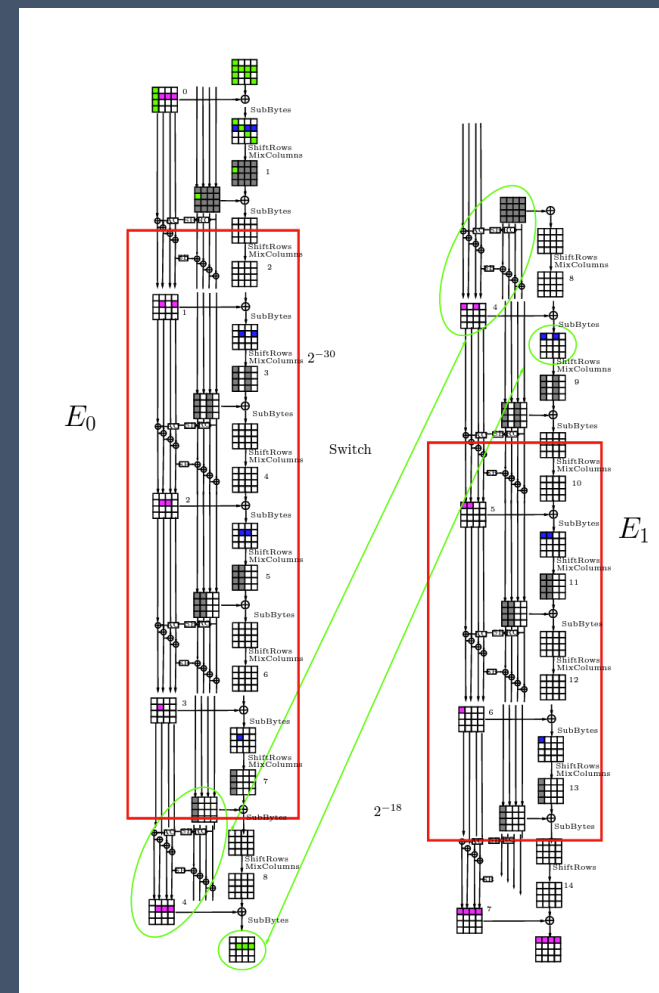 0
SubBytes
ShiftRows
MixColumns
1
SubBytes
ShiftRows
MixColumns
2
1
SubBytes
ShiftRows
MixColumns
3
2^{-30}
E_0
SubBytes
ShiftRows
MixColumns
4
2
SubBytes
ShiftRows
MixColumns
5
SubBytes
ShiftRows
MixColumns
6
3
SubBytes
ShiftRows
MixColumns
7
SubBytes
ShiftRows
MixColumns
8
4
SubBytes
Switch
2^{-18}
SubBytes
ShiftRows
MixColumns
8
4
SubBytes
ShiftRows
MixColumns
9
SubBytes
ShiftRows
MixColumns
10
5
SubBytes
E_1
ShiftRows
MixColumns
11
SubBytes
ShiftRows
MixColumns
12
6
SubBytes
ShiftRows
MixColumns
13
SubBytes
ShiftRows
14
7